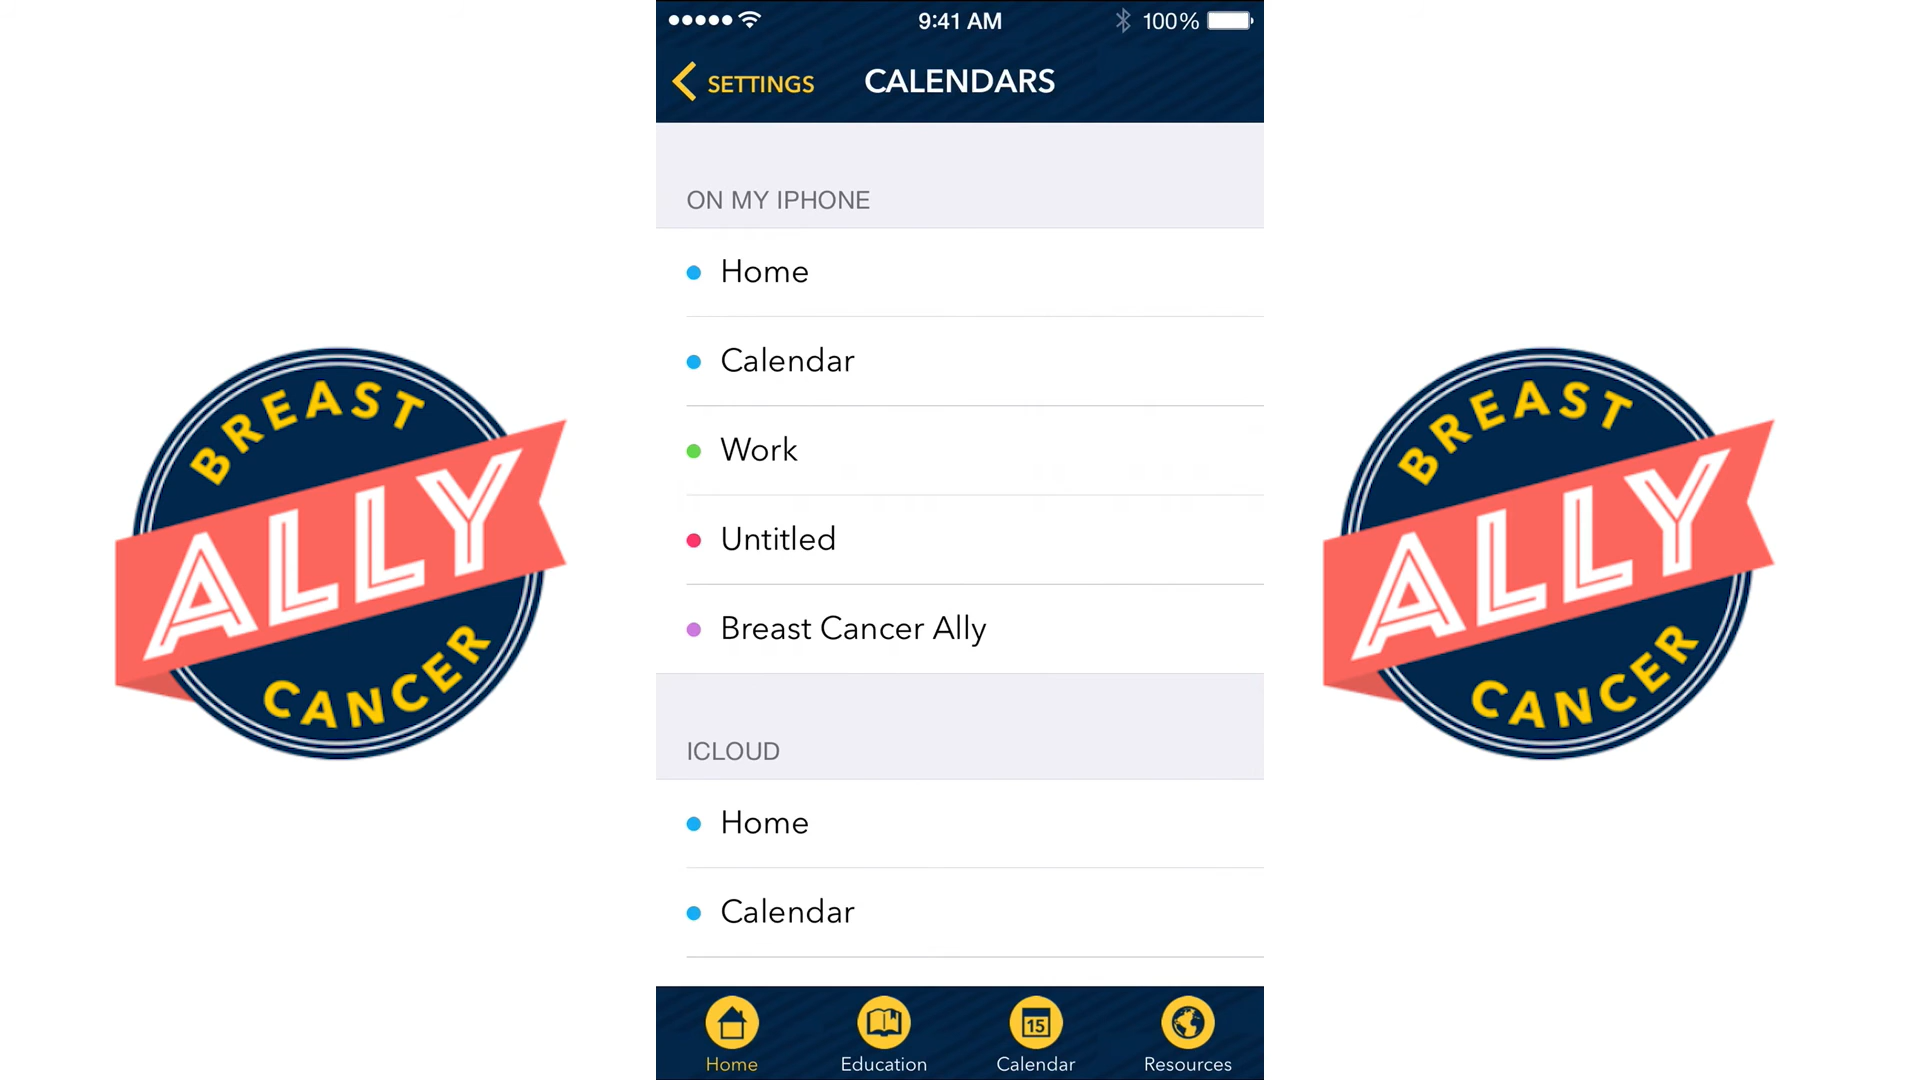 9:41 AM 100%
SETTINGS CALENDARS
ON MY IPHONE
Home
Calendar
Work
Untitled
Breast Cancer Ally
ICLOUD
Home
Calendar
15
Home Education Calendar Resources
BREAST
ALLY
CANCER
BREAST
ALLY
CANCER